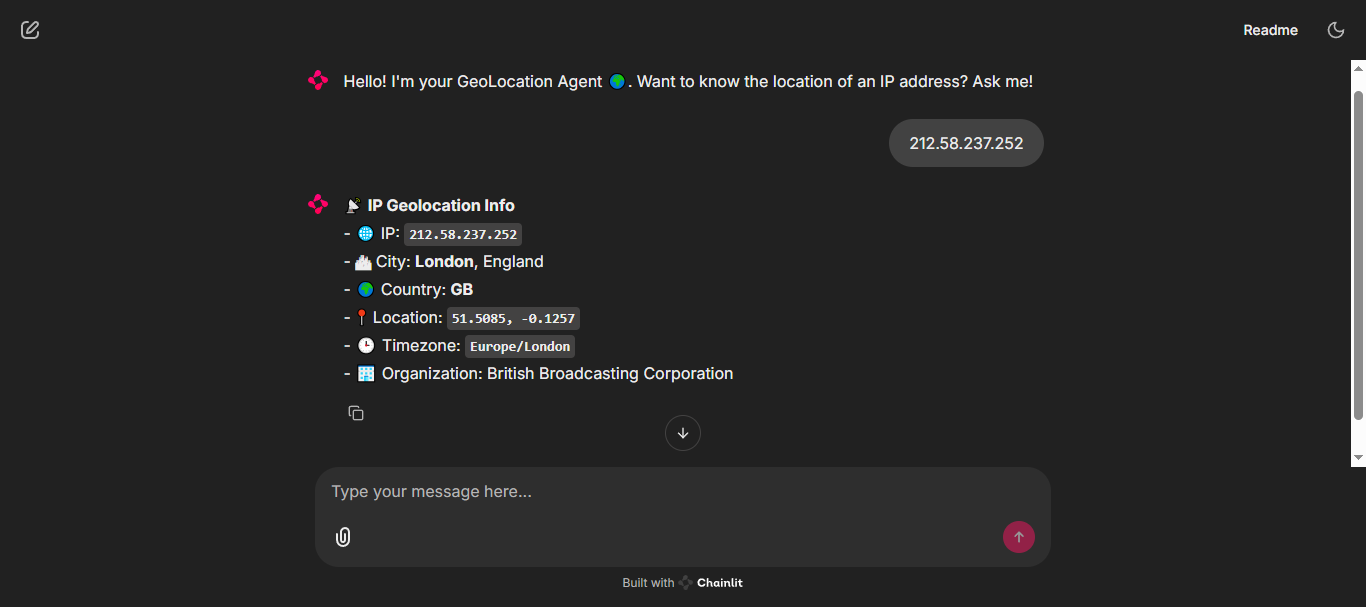 Readme
Hello! I'm your GeoLocation Agent 🌍. Want to know the location of an IP address? Ask me!
212.58.237.252
📡 IP Geolocation Info
- 🌐 IP: 212.58.237.252
- 🏙️ City: London, England
- 🌍 Country: GB
- 📍 Location: 51.5085, -0.1257
- 🕒 Timezone: Europe/London
- 🏢 Organization: British Broadcasting Corporation
Type your message here...
Built with Chainlit